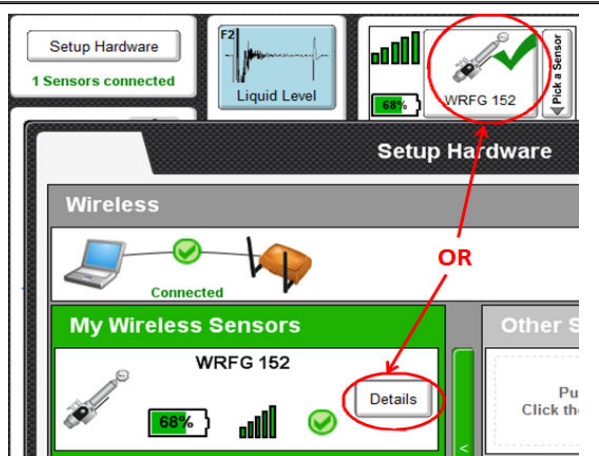 Setup Hardware
1 Sensors connected
F2
Liquid Level
68%
WRFG 152
Pick a Sensor
Setup Hardware
Wireless
Connected
OR
My Wireless Sensors
Other S
WRFG 152
68%
Details
Pu
Click the
<